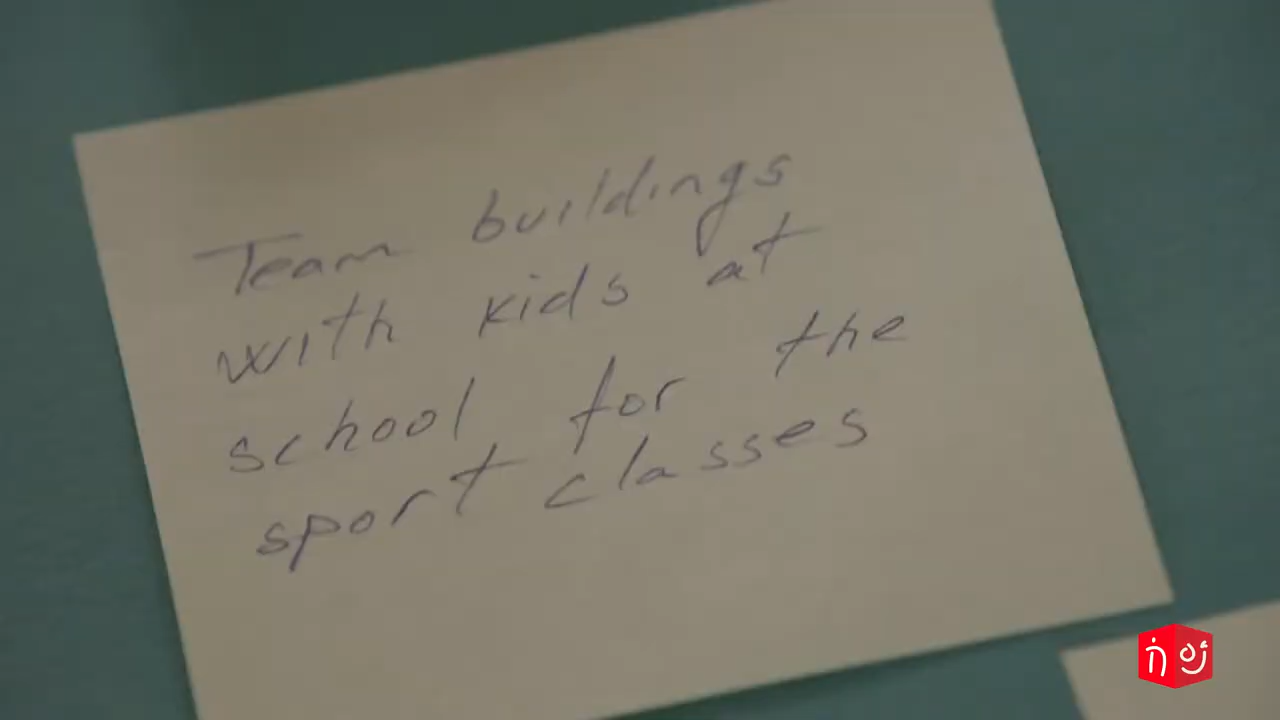 Team buildings
with kids at
school for the
sport classes